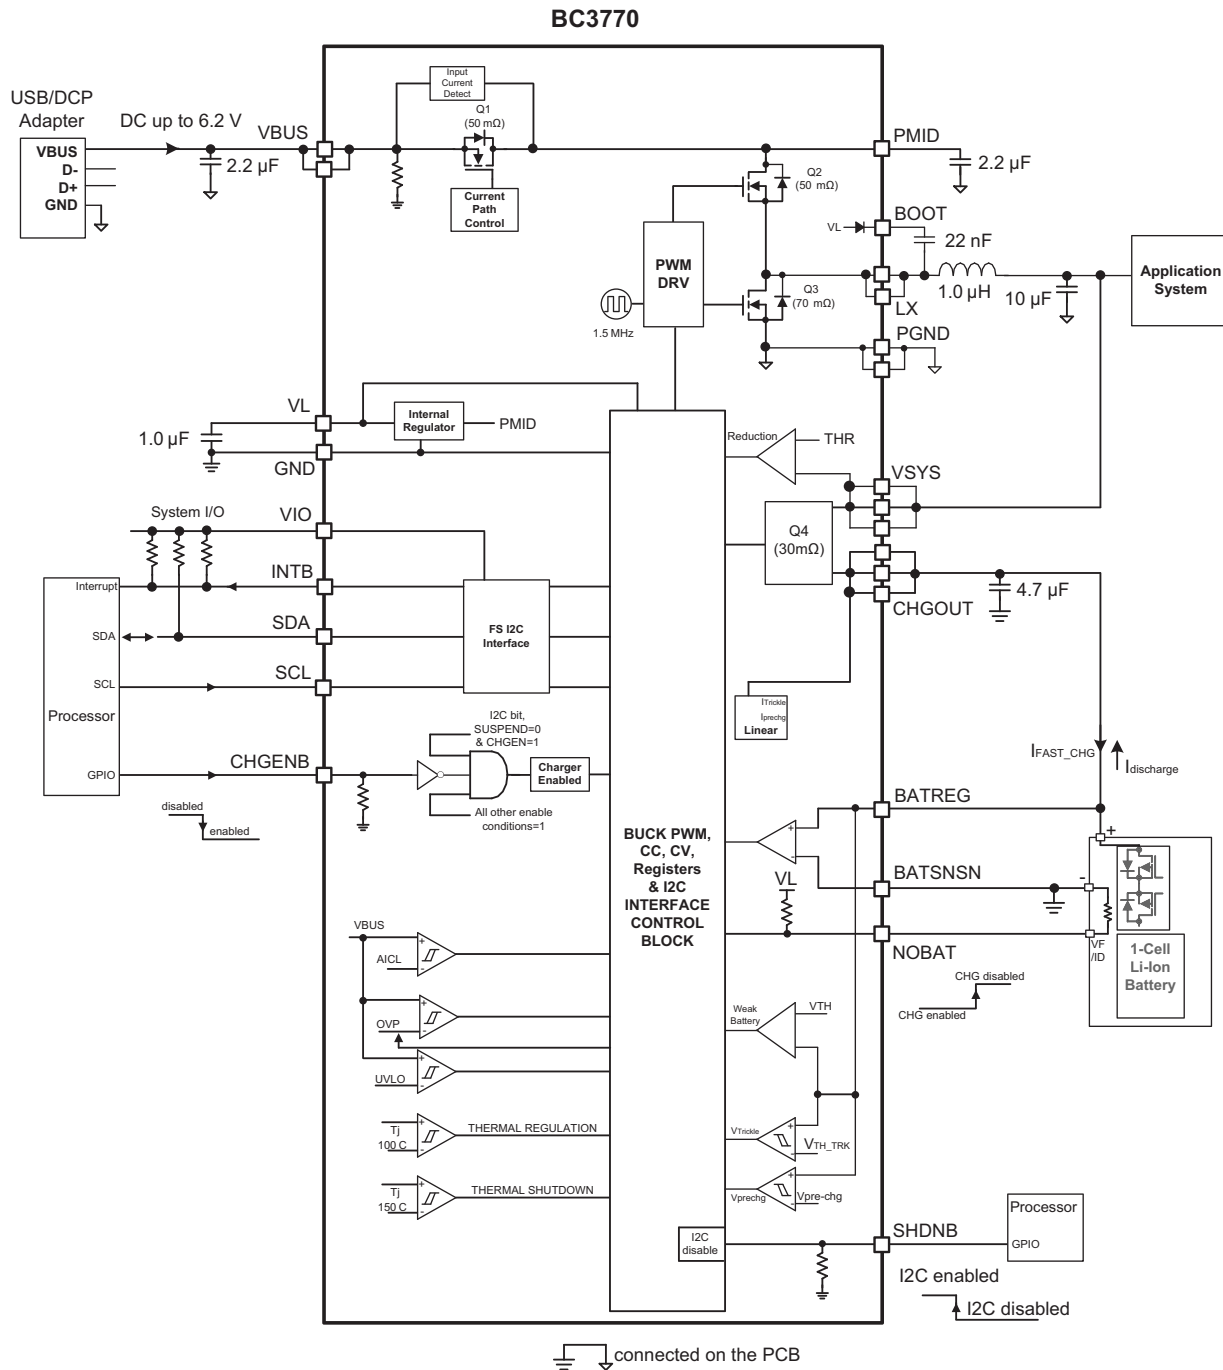 BC3770
USB/DCP
Adapter
VBUS
D-
D+
GND
DC up to 6.2 V
2.2 µF
VBUS
Input
Current
Detect
Q1
(50 mΩ)
Current
Path
Control
PMID
2.2 µF
Q2
(50 mΩ)
BOOT
VL
22 nF
PWM
DRV
1.5 MHz
Q3
(70 mΩ)
LX
1.0 µH
10 µF
Application
System
PGND
VL
1.0 µF
Internal
Regulator
PMID
GND
Reduction
THR
VSYS
System I/O
VIO
Q4
(30mΩ)
Interrupt
INTB
CHGOUT
4.7 µF
SDA
SDA
FS I2C
Interface
SCL
SCL
Processor
ITrickle
Iprechg
Linear
I2C bit,
SUSPEND=0
& CHGEN=1
GPIO
CHGENB
Charger
Enabled
All other enable
conditions=1
disabled
enabled
IFAST_CHG
Idischarge
BATREG
+
-
+
-
BATSNSN
BUCK PWM,
CC, CV,
Registers
& I2C
INTERFACE
CONTROL
BLOCK
VL
NOBAT
VF
/ID
1-Cell
Li-Ion
Battery
CHG disabled
CHG enabled
VBUS
+
-
AICL
+
-
OVP
+
-
UVLO
Weak
Battery
VTH
Tj
100 C
+
-
THERMAL REGULATION
VTrickle
+
-
VTH_TRK
Tj
150 C
+
-
THERMAL SHUTDOWN
Vprechg
+
-
Vpre-chg
I2C
disable
SHDNB
Processor
GPIO
I2C enabled
I2C disabled
connected on the PCB